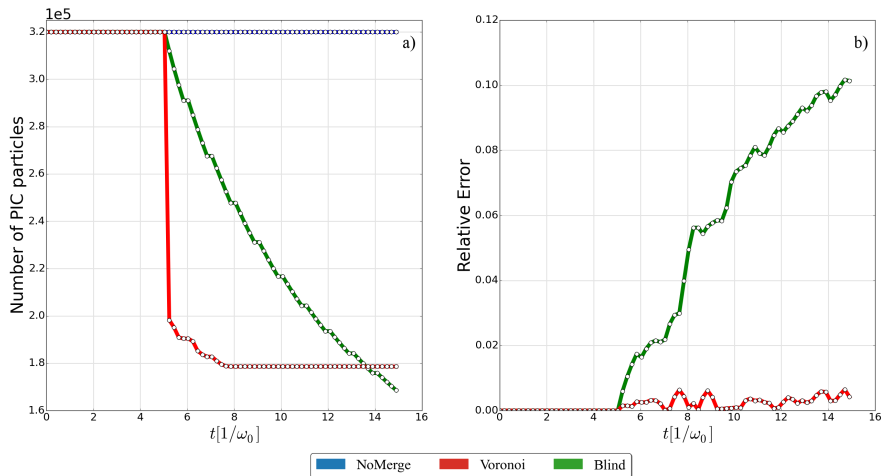 1e5
3.2
3.0
2.8
2.6
2.4
2.2
2.0
1.8
1.6
0 2 4 6 8 10 12 14 16
Number of PIC particles
t[1/ω₀]
a)
0.12
0.10
0.08
0.06
0.04
0.02
0.00
0 2 4 6 8 10 12 14 16
Relative Error
t[1/ω₀]
b)
NoMerge Voronoi Blind